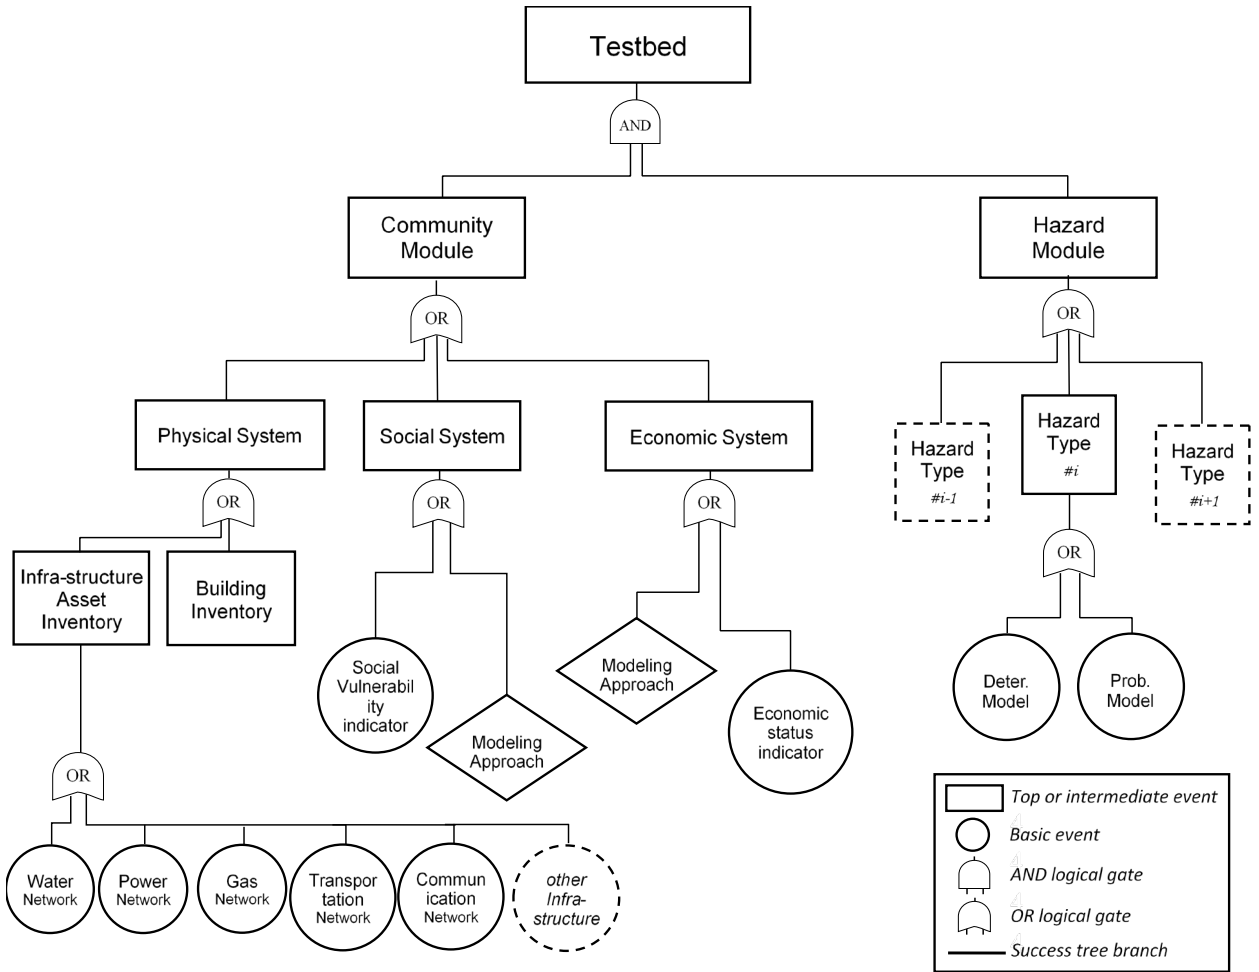 Testbed
AND
Community
Module
Hazard
Module
OR
OR
Physical System
Social System
Economic System
Hazard
Type
#i-1
Hazard
Type
#i
Hazard
Type
#i+1
OR
OR
OR
OR
Infra-structure
Asset
Inventory
Building
Inventory
Social
Vulnerabil
ity
indicator
Modeling
Approach
Modeling
Approach
Economic
status
indicator
Deter.
Model
Prob.
Model
OR
Water
Network
Power
Network
Gas
Network
Transpor
tation
Network
Commun
ication
Network
other
Infra-
structure
Top or intermediate event
Basic event
AND logical gate
OR logical gate
Success tree branch